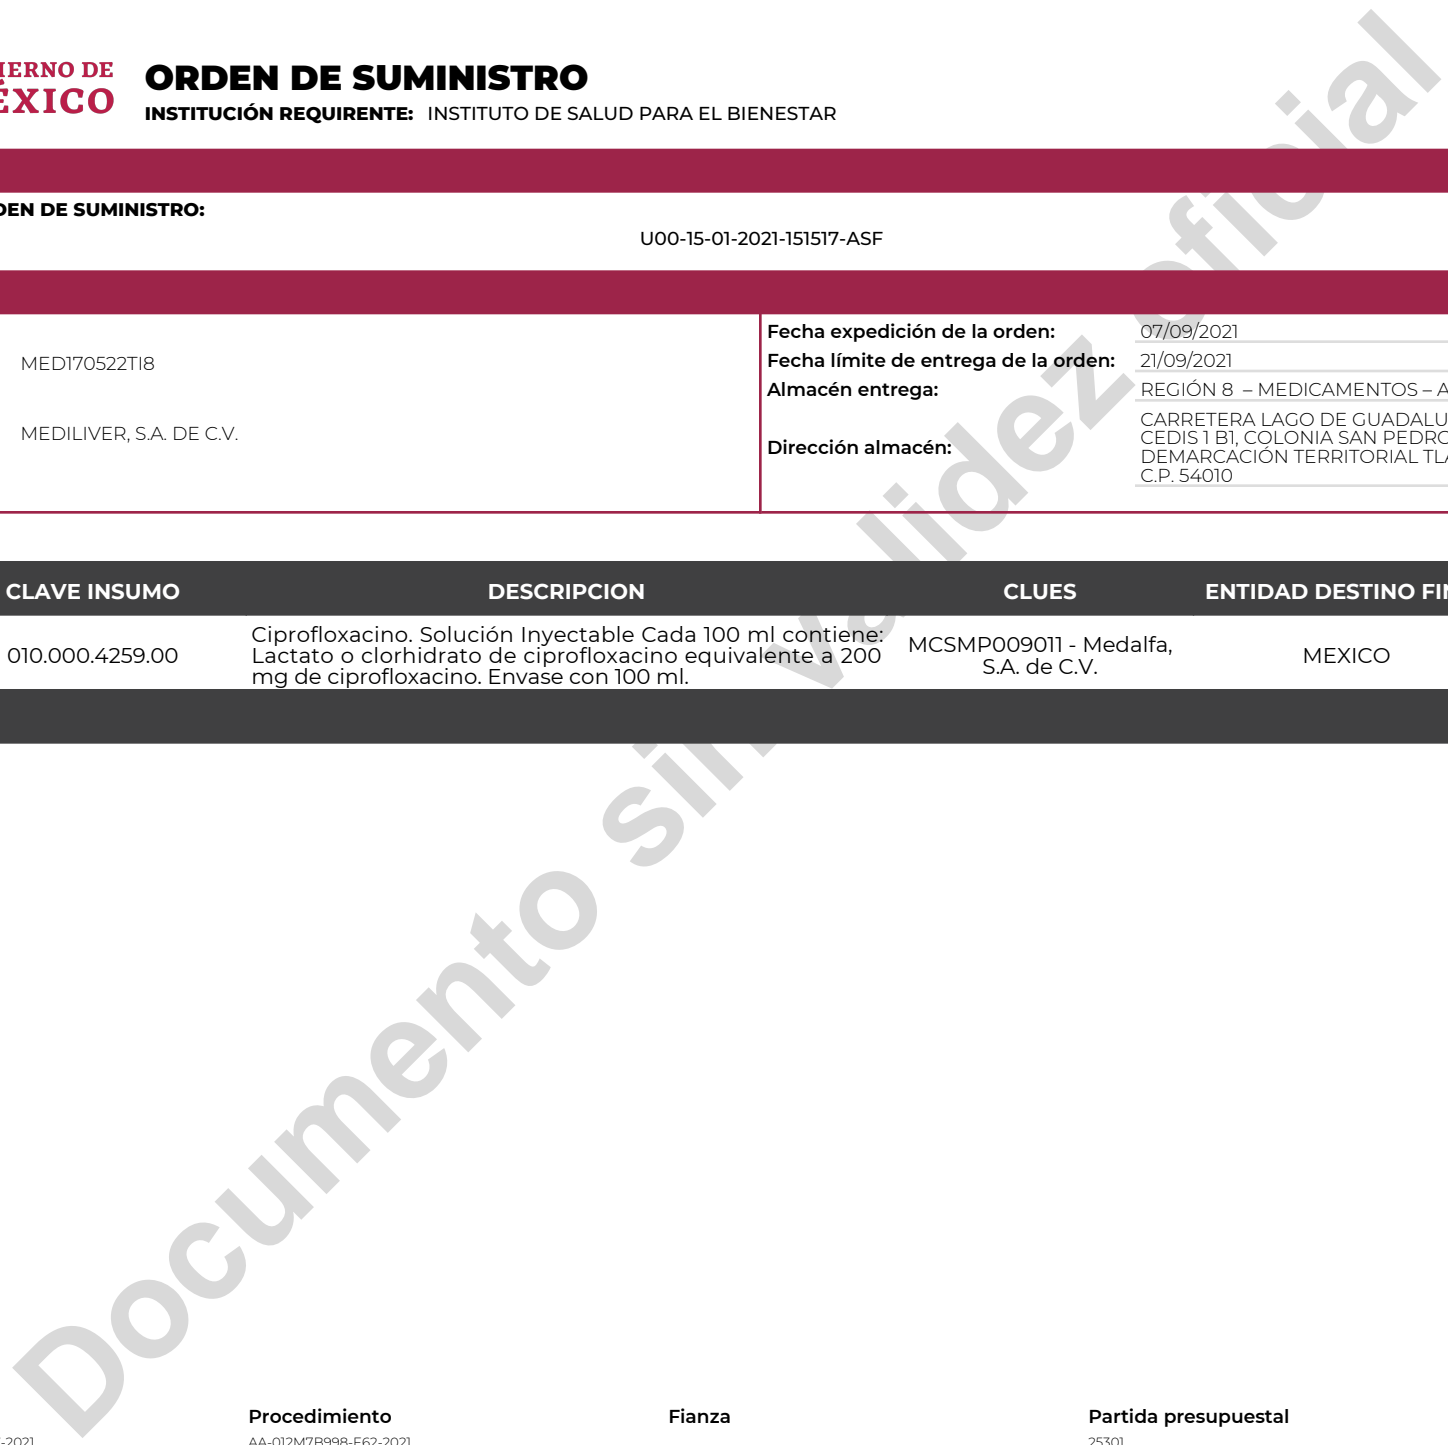 IERNO DE
ÉXICO
ORDEN DE SUMINISTRO
INSTITUCIÓN REQUIRENTE: INSTITUTO DE SALUD PARA EL BIENESTAR
DEN DE SUMINISTRO:
U00-15-01-2021-151517-ASF
MED170522TI8
MEDILIVER, S.A. DE C.V.
Fecha expedición de la orden: 07/09/2021
Fecha límite de entrega de la orden: 21/09/2021
Almacén entrega: REGIÓN 8 – MEDICAMENTOS – A
Dirección almacén:
CARRETERA LAGO DE GUADALU
CEDIS 1 B1, COLONIA SAN PEDRO
DEMARCACIÓN TERRITORIAL TLA
C.P. 54010
CLAVE INSUMO DESCRIPCION CLUES ENTIDAD DESTINO FIN
010.000.4259.00
Ciprofloxacino. Solución Inyectable Cada 100 ml contiene:
Lactato o clorhidrato de ciprofloxacino equivalente a 200
mg de ciprofloxacino. Envase con 100 ml.
MCSMP009011 - Medalfa,
S.A. de C.V.
MEXICO
Documento sin validez oficial
Procedimiento Fianza Partida presupuestal
-2021 AA-012M7B998-E62-2021 25301